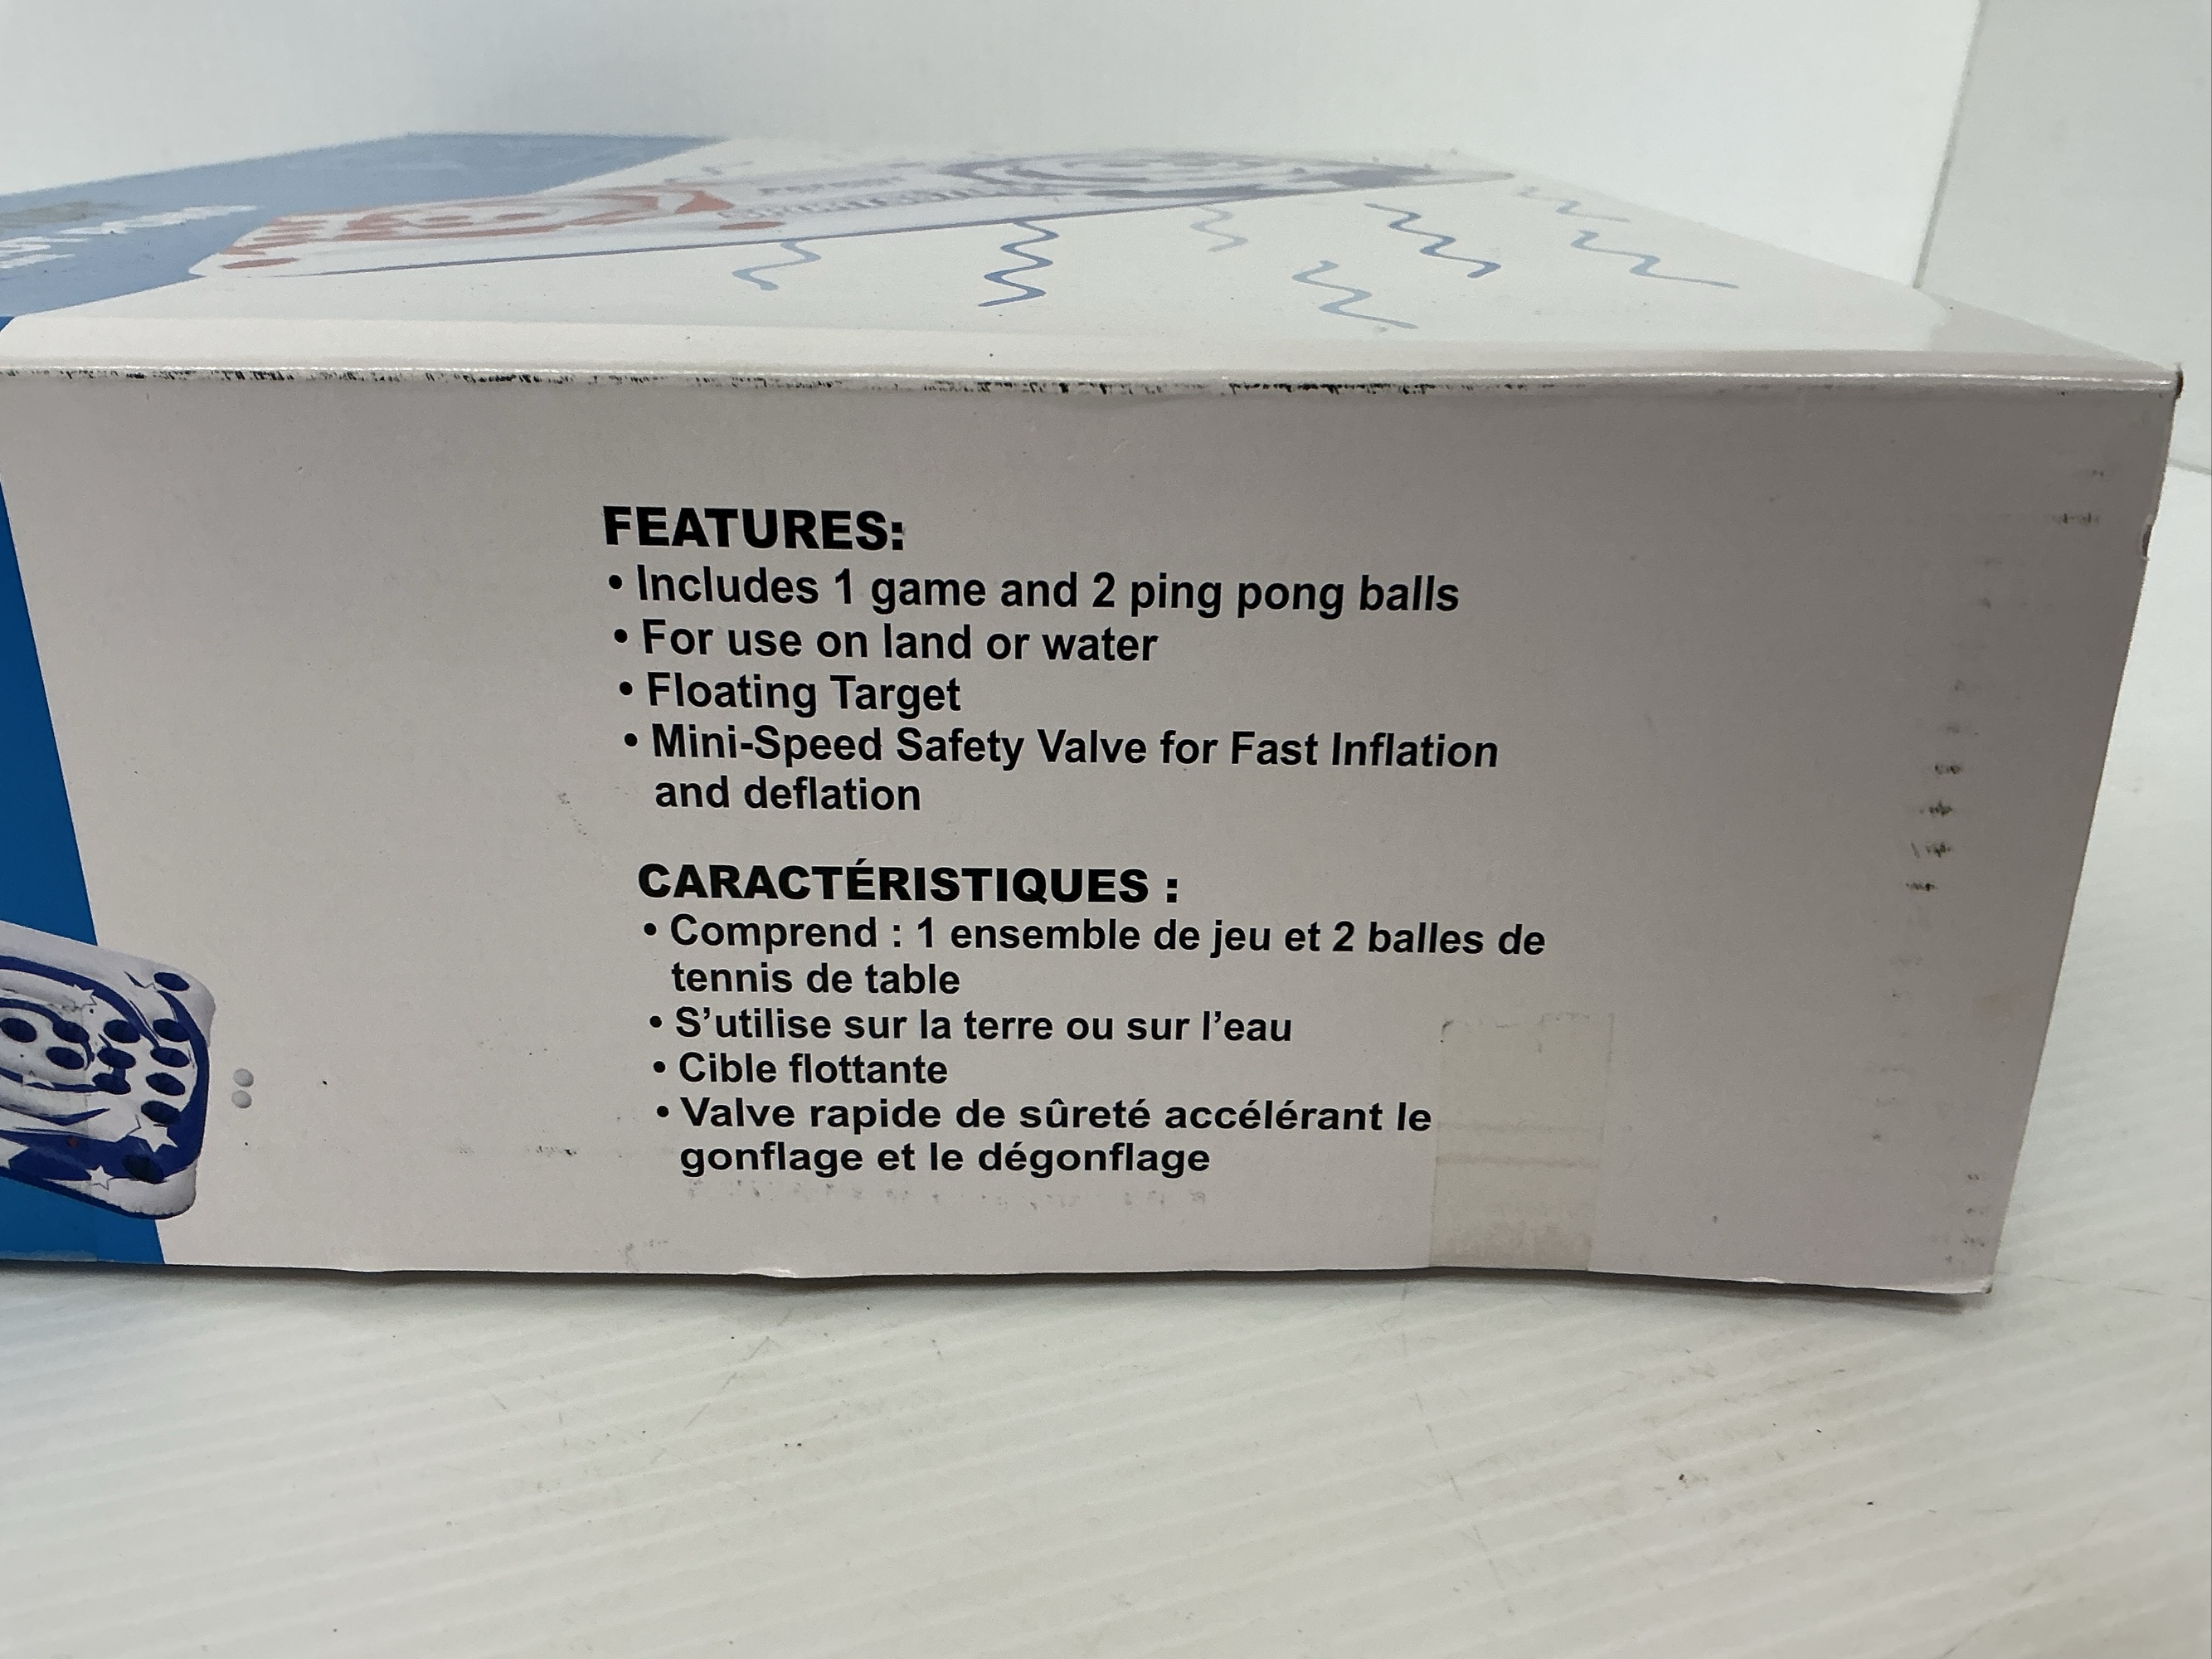 FEATURES:
• Includes 1 game and 2 ping pong balls
• For use on land or water
• Floating Target
• Mini-Speed Safety Valve for Fast Inflation
and deflation
CARACTÉRISTIQUES :
• Comprend : 1 ensemble de jeu et 2 balles de
tennis de table
• S’utilise sur la terre ou sur l’eau
• Cible flottante
• Valve rapide de sûreté accélérant le
gonflage et le dégonflage